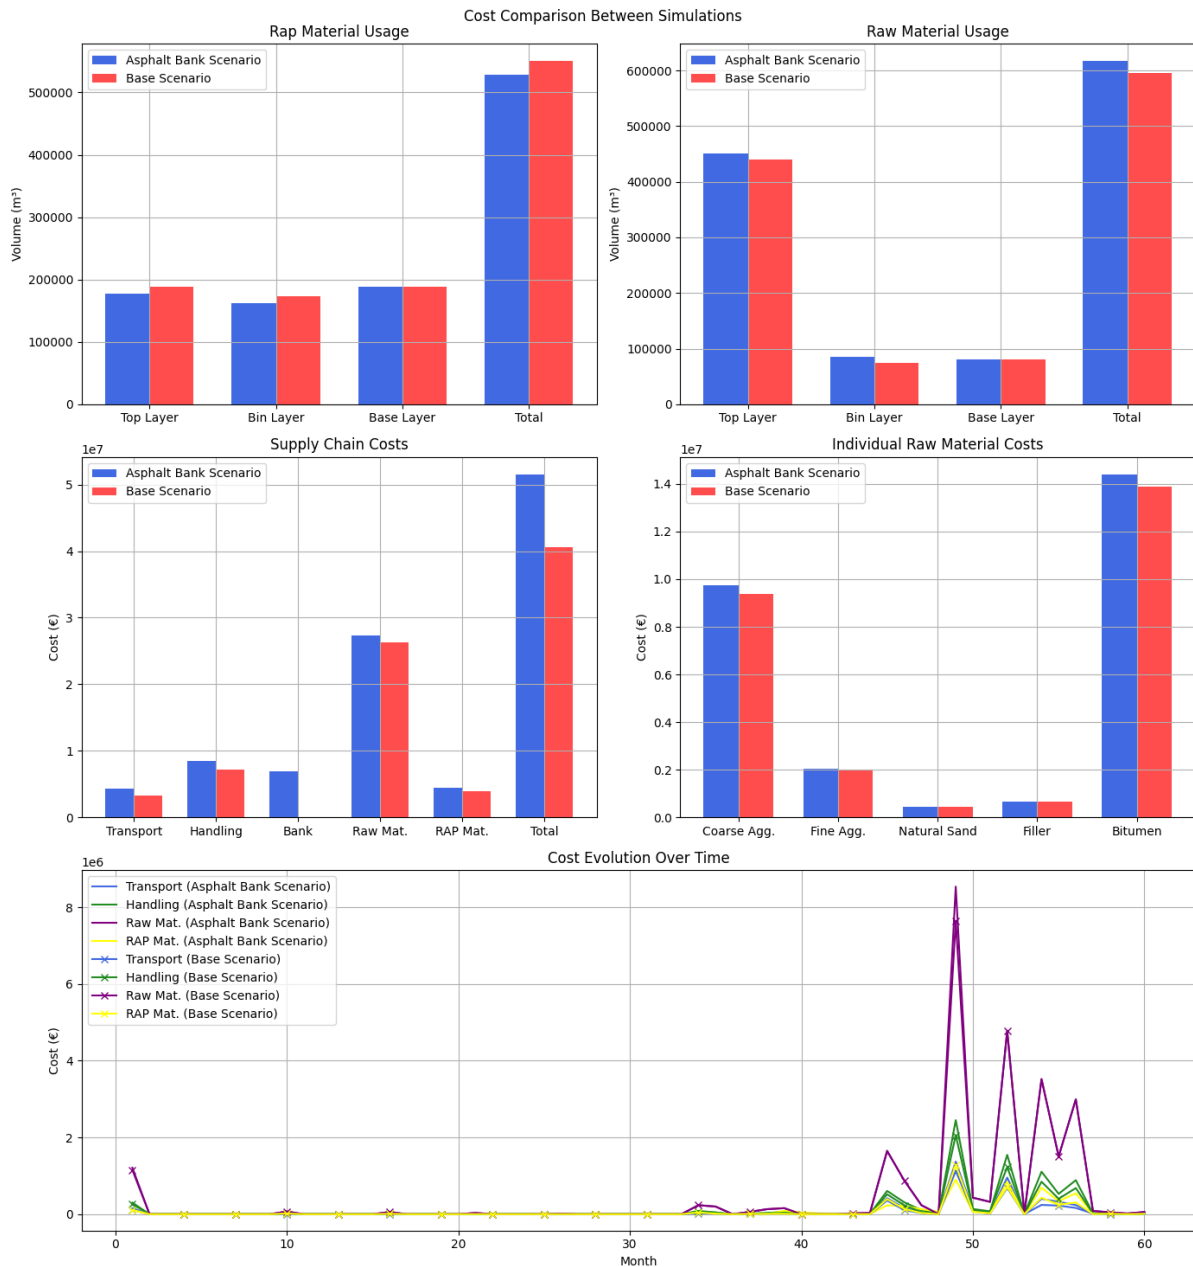 Cost Comparison Between Simulations
Rap Material Usage
Asphalt Bank Scenario
Base Scenario
Volume (m³)
500000
400000
300000
200000
100000
0
Top Layer Bin Layer Base Layer Total
Raw Material Usage
Asphalt Bank Scenario
Base Scenario
Volume (m³)
600000
500000
400000
300000
200000
100000
0
Top Layer Bin Layer Base Layer Total
Supply Chain Costs
1e7
Asphalt Bank Scenario
Base Scenario
Cost (€)
5
4
3
2
1
0
Transport Handling Bank Raw Mat. RAP Mat. Total
Individual Raw Material Costs
1e7
Asphalt Bank Scenario
Base Scenario
Cost (€)
1.4
1.2
1.0
0.8
0.6
0.4
0.2
0.0
Coarse Agg. Fine Agg. Natural Sand Filler Bitumen
Cost Evolution Over Time
1e6
Transport (Asphalt Bank Scenario)
Handling (Asphalt Bank Scenario)
Raw Mat. (Asphalt Bank Scenario)
RAP Mat. (Asphalt Bank Scenario)
Transport (Base Scenario)
Handling (Base Scenario)
Raw Mat. (Base Scenario)
RAP Mat. (Base Scenario)
Cost (€)
8
6
4
2
0
0 10 20 30 40 50 60
Month